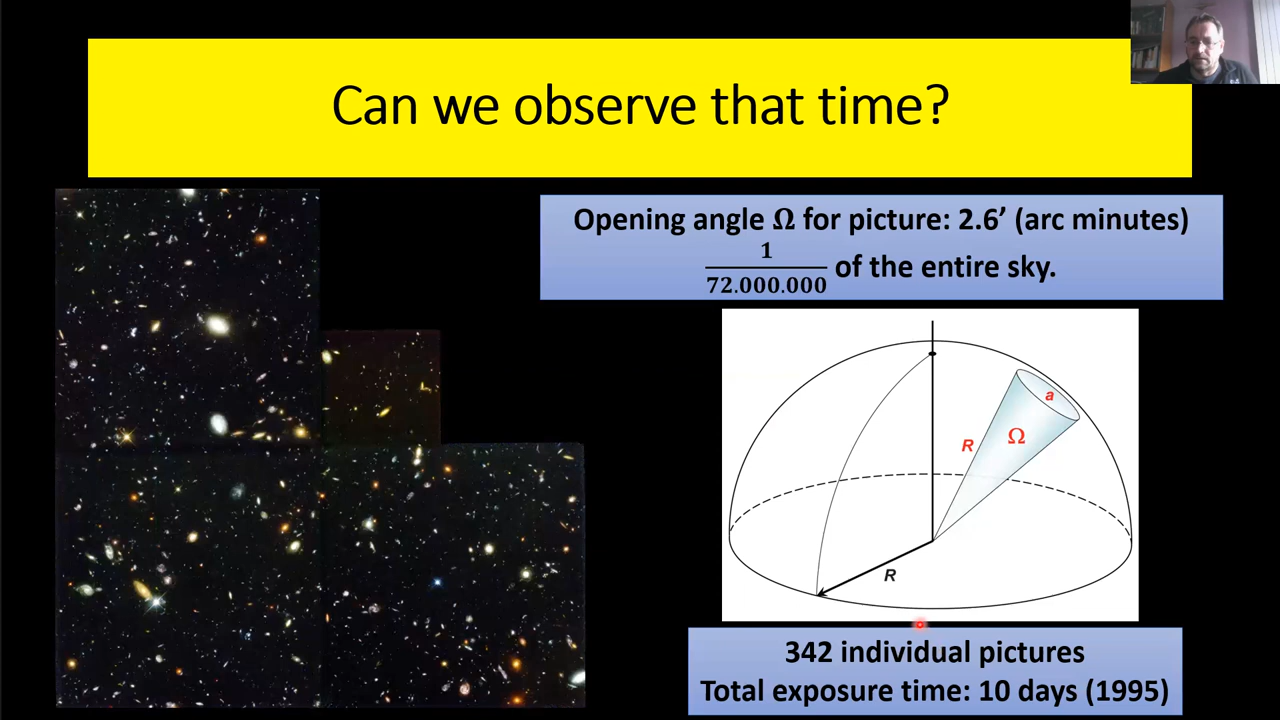 Can we observe that time?
Opening angle Ω for picture: 2.6’ (arc minutes)
1
72.000.000 of the entire sky.
a
R
Ω
R
342 individual pictures
Total exposure time: 10 days (1995)